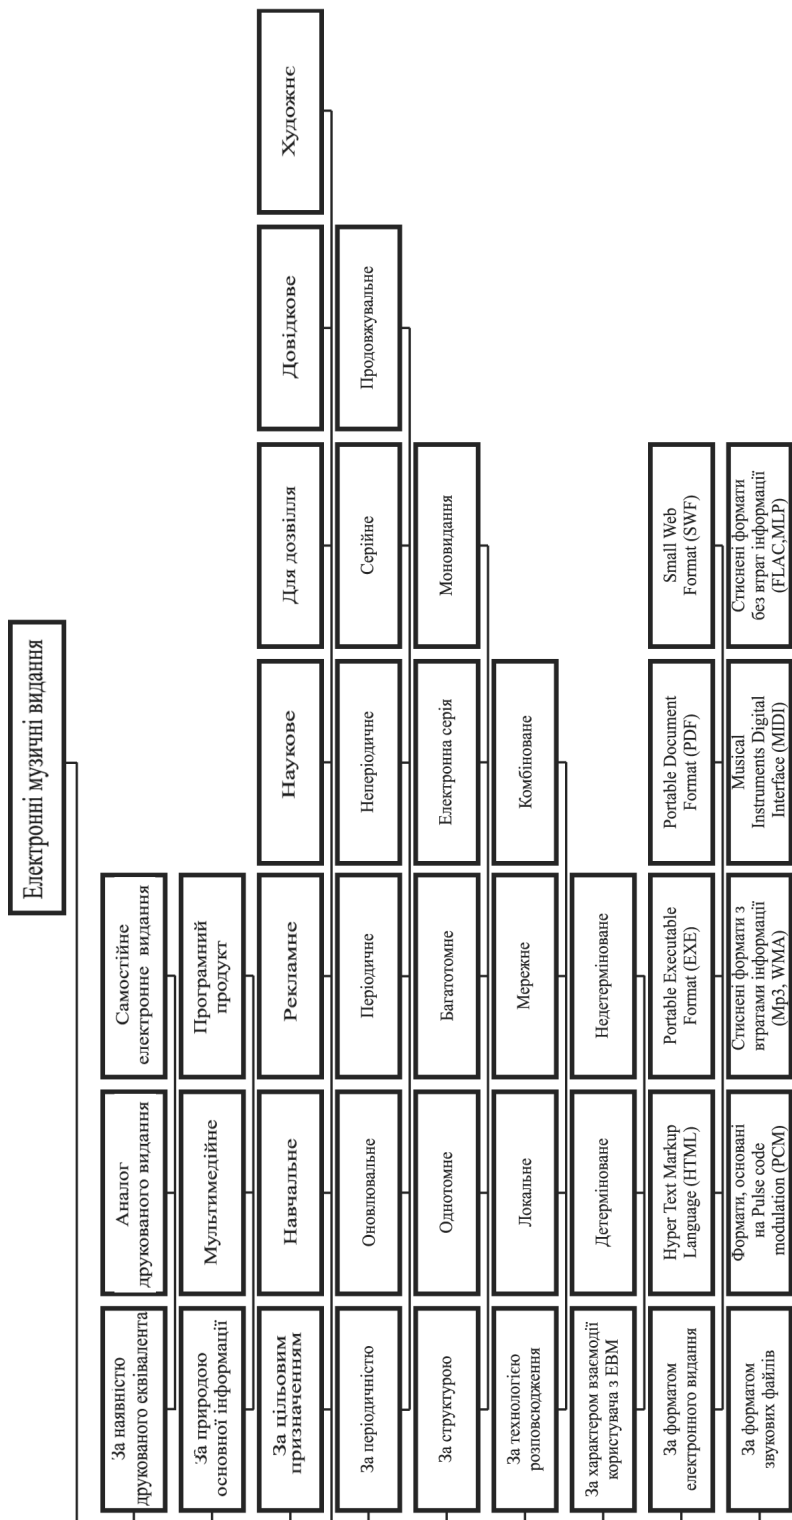 Електронні музичні видання
За наявністю
друкованого еквівалента
Аналог
друкованого видання
Самостійне
електронне видання
За природою
основної інформації
Мультимедійне
Програмний
продукт
За цільовим
призначенням
Навчальне
Рекламне
Наукове
Для дозвілля
Довідкове
Художнє
За періодичністю
Оновлювальне
Періодичне
Неперіодичне
Серійне
Продовжувальне
За структурою
Однотомне
Багатотомне
Електронна серія
Моновидання
За технологією
розповсюдження
Локальне
Мережне
Комбіноване
За характером взаємодії
користувача з ЕВМ
Детерміноване
Недетерміноване
За форматом
електронного видання
Hyper Text Markup
Language (HTML)
Portable Executable
Format (EXE)
Portable Document
Format (PDF)
Small Web
Format (SWF)
За форматом
звукових файлів
Формати, основані
на Pulse code
modulation (PCM)
Стиснені формати з
втратами інформації
(Mp3, WMA)
Musical
Instruments Digital
Interface (MIDI)
Стиснені формати
без втрат інформації
(FLAC,MLP)